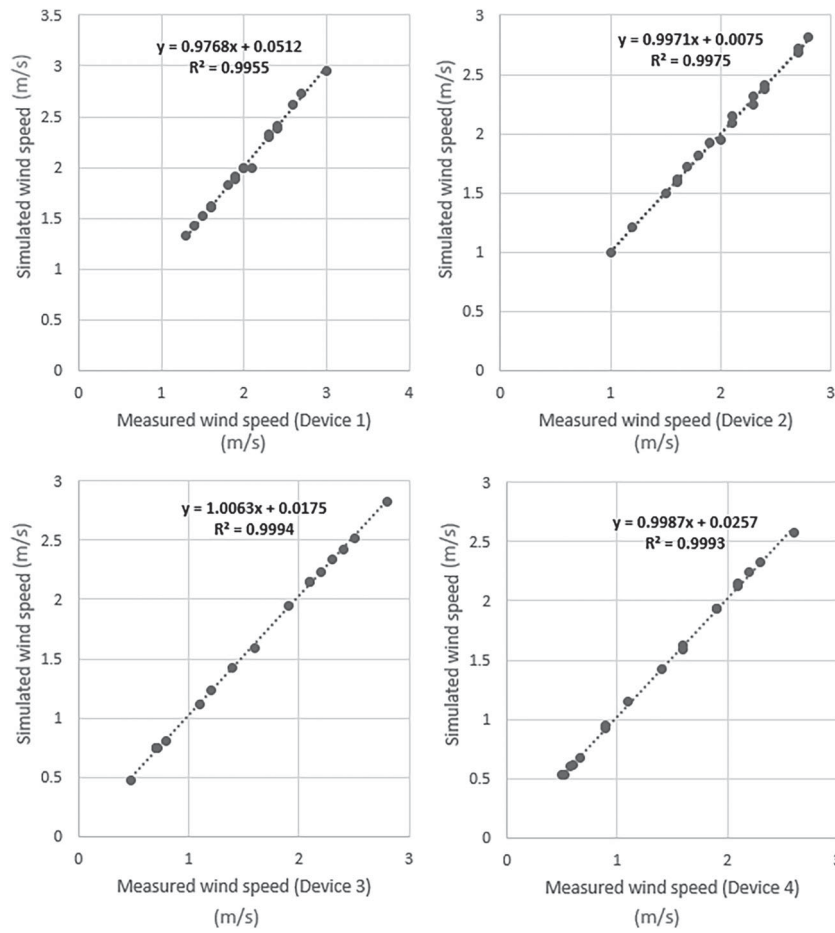 3.5
3
2.5
2
1.5
1
0.5
0
Simulated wind speed (m/s)
y = 0.9768x + 0.0512
R² = 0.9955
0 1 2 3 4
Measured wind speed (Device 1)
(m/s)
3
2.5
2
1.5
1
0.5
0
Simulated wind speed(m/s)
y = 0.9971x + 0.0075
R² = 0.9975
0 1 2 3
Measured wind speed (Device 2)
(m/s)
3
2.5
2
1.5
1
0.5
0
Simulated wind speed (m/s)
y = 1.0063x + 0.0175
R² = 0.9994
0 1 2 3
Measured wind speed (Device 3)
(m/s)
3
2.5
2
1.5
1
0.5
0
Simulated wind speed (m/s)
y = 0.9987x + 0.0257
R² = 0.9993
0 1 2
Measured wind speed (Device 4)
(m/s)